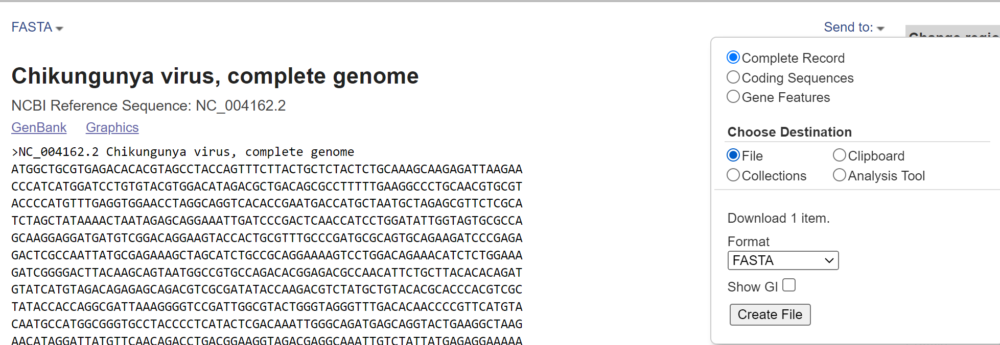 FASTA
Send to:
Change regio
Chikungunya virus, complete genome
NCBI Reference Sequence: NC_004162.2
GenBank Graphics
>NC_004162.2 Chikungunya virus, complete genome
ATGGCTGCGTGAGACACACGTAGCCTACCAGTTTCTTACTGCTCTACTCTGCAAAGCAAGAGATTAAGAA
CCCATCATGGATCCTGTGTACGTGGACATAGACGCTGACAGCGCCTTTTTGAAGGCCCTGCAACGTGCGT
ACCCCATGTTTGAGGTGGAACCTAGGCAGGTCACACCGAATGACCATGCTAATGCTAGAGCGTTCTCGCA
TCTAGCTATAAAACTAATAGAGCAGGAAATTGATCCCGACTCAACCATCCTGGATATTGGTAGTGCGCCA
GCAAGGAGGATGATGTCGGACAGGAAGTACCACTGCGTTTGCCCGATGCGCAGTGCAGAAGATCCCGAGA
GACTCGCCAATTATGCGAGAAAGCTAGCATCTGCCGCAGGAAAAGTCCTGGACAGAAACATCTCTGGAAA
GATCGGGGACTTACAAGCAGTAATGGCCGTGCCAGACACGGAGACGCCAACATTCTGCTTACACACAGAT
GTATCATGTAGACAGAGAGCAGACGTCGCGATATACCAAGACGTCTATGCTGTACACGCACCCACGTCGC
TATACCACCAGGCGATTAAAGGGGTCCGATTGGCGTACTGGGTAGGGTTTGACACAACCCCGTTCATGTA
CAATGCCATGGCGGGTGCCTACCCCTCATACTCGACAAATTGGGCAGATGAGCAGGTACTGAAGGCTAAG
AACATAGGATTATGTTCAACAGACCTGACGGAAGGTAGACGAGGCAAATTGTCTATTATGAGAGGAAAAA
Complete Record
Coding Sequences
Gene Features
Choose Destination
File Clipboard
Collections Analysis Tool
Download 1 item.
Format
FASTA
Show GI
Create File